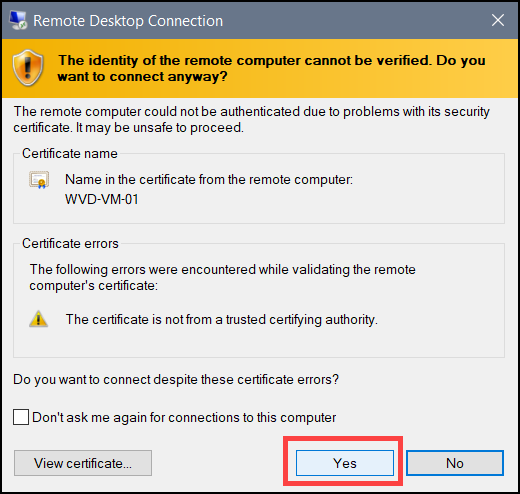 Remote Desktop Connection
The identity of the remote computer cannot be verified. Do you
want to connect anyway?
The remote computer could not be authenticated due to problems with its security
certificate. It may be unsafe to proceed.
Certificate name
Name in the certificate from the remote computer:
WVD-VM-01
Certificate errors
The following errors were encountered while validating the remote
computer's certificate:
The certificate is not from a trusted certifying authority.
Do you want to connect despite these certificate errors?
Don't ask me again for connections to this computer
View certificate...
Yes
No